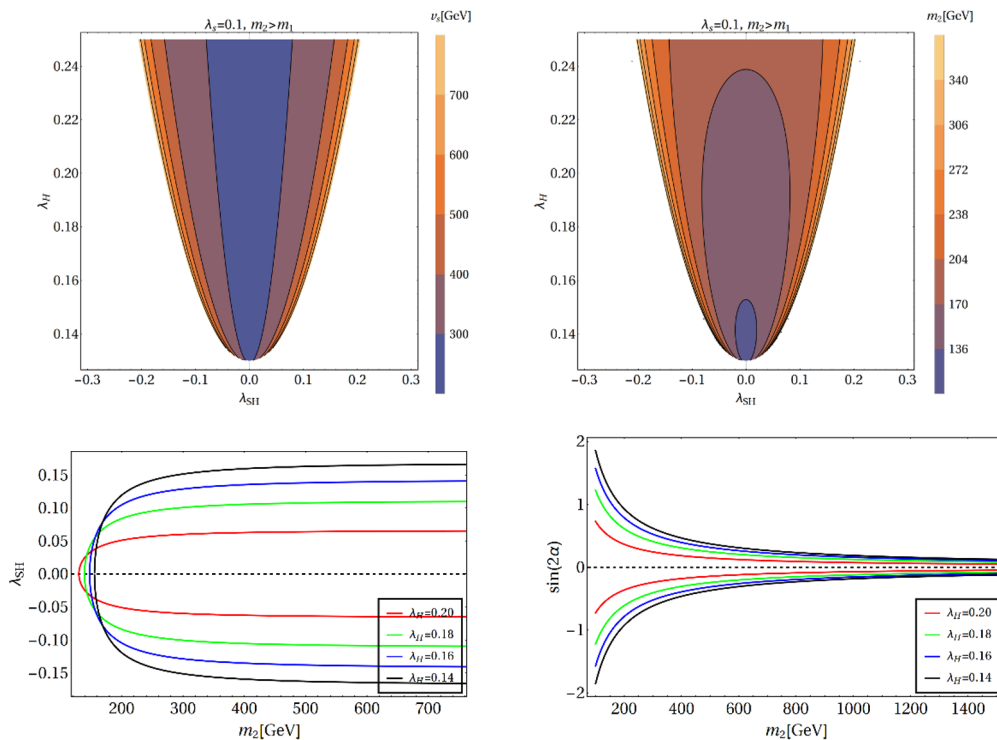 λs=0.1, m2>m1
vs[GeV]
0.24
0.22
0.20
0.18
0.16
0.14
λH
−0.3 −0.2 −0.1 0.0 0.1 0.2 0.3
λSH
700
600
500
400
300
λs=0.1, m2>m1
m2[GeV]
0.24
0.22
0.20
0.18
0.16
0.14
λH
−0.3 −0.2 −0.1 0.0 0.1 0.2 0.3
λSH
340
306
272
238
204
170
136
0.15
0.10
0.05
0.00
−0.05
−0.10
−0.15
λSH
λH=0.20
λH=0.18
λH=0.16
λH=0.14
200 300 400 500 600 700
m2[GeV]
2
1
0
−1
−2
sin(2α)
λH=0.20
λH=0.18
λH=0.16
λH=0.14
200 400 600 800 1000 1200 1400
m2[GeV]